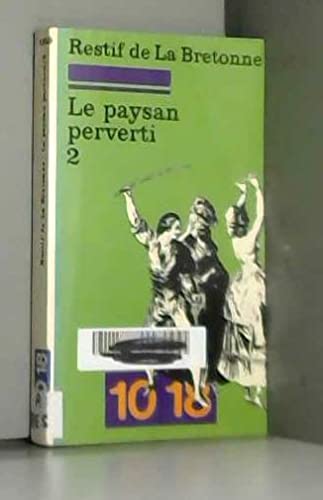 Restif de La Bretonne
Le paysan
perverti
2
10 18